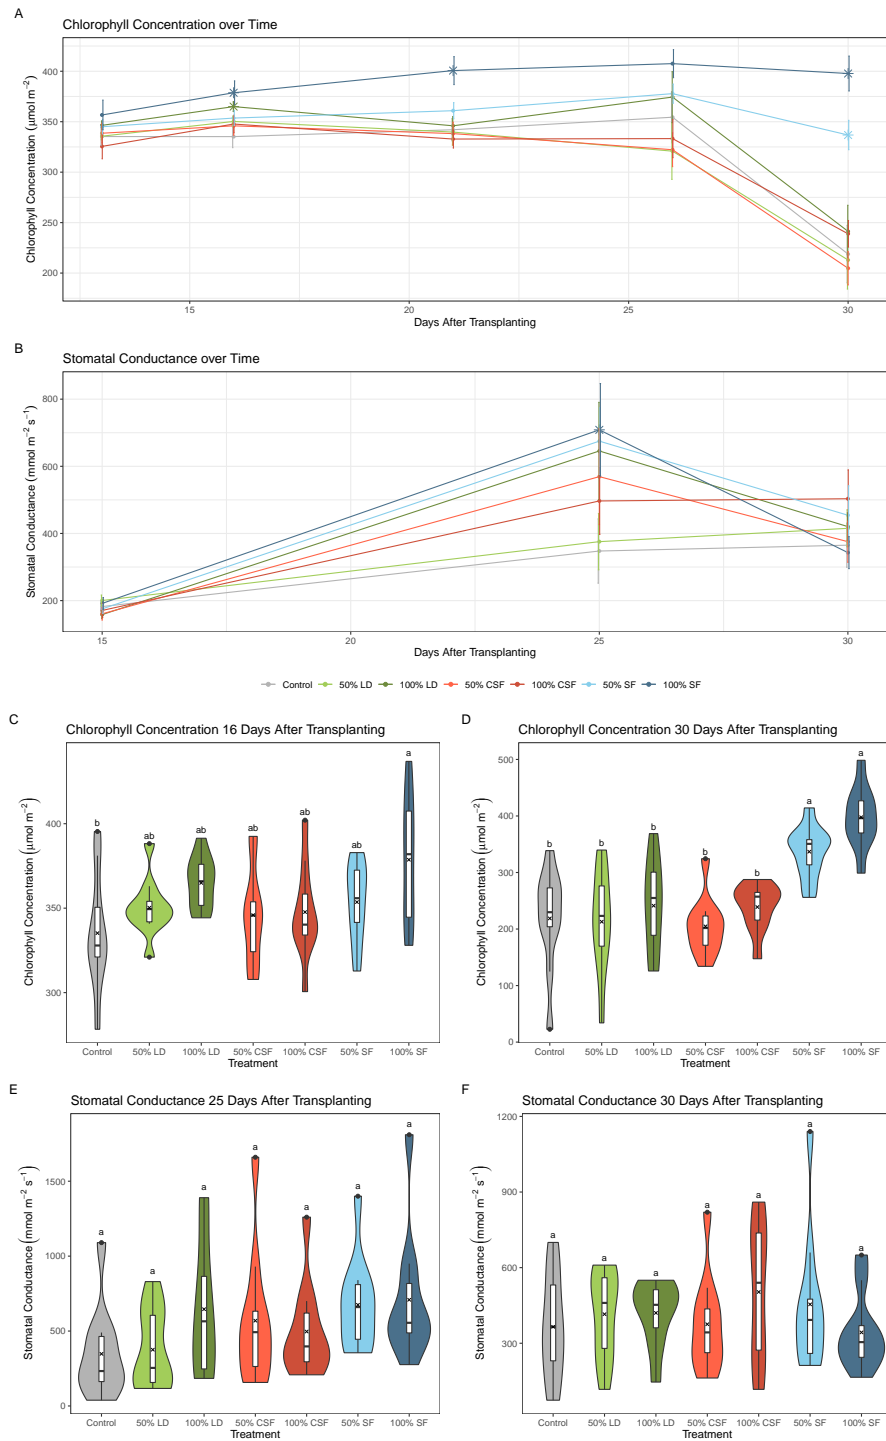 A
Chlorophyll Concentration over Time
Chlorophyll Concentration (μmol m⁻²)
400
350
300
250
200
15 20 25 30
Days After Transplanting
B
Stomatal Conductance over Time
Stomatal Conductance (mmol m⁻² s⁻¹)
800
600
400
200
15 20 25 30
Days After Transplanting
Control 50% LD 100% LD 50% CSF 100% CSF 50% SF 100% SF
C
Chlorophyll Concentration 16 Days After Transplanting
Chlorophyll Concentration (μmol m⁻²)
400
350
300
b ab ab ab ab ab a
Control 50% LD 100% LD 50% CSF 100% CSF 50% SF 100% SF
Treatment
D
Chlorophyll Concentration 30 Days After Transplanting
Chlorophyll Concentration (μmol m⁻²)
500
400
300
200
100
0
b b b b b a a
Control 50% LD 100% LD 50% CSF 100% CSF 50% SF 100% SF
Treatment
E
Stomatal Conductance 25 Days After Transplanting
Stomatal Conductance (mmol m⁻² s⁻¹)
1500
1000
500
0
a a a a a a a
Control 50% LD 100% LD 50% CSF 100% CSF 50% SF 100% SF
Treatment
F
Stomatal Conductance 30 Days After Transplanting
Stomatal Conductance (mmol m⁻² s⁻¹)
1200
900
600
300
a a a a a a a
Control 50% LD 100% LD 50% CSF 100% CSF 50% SF 100% SF
Treatment